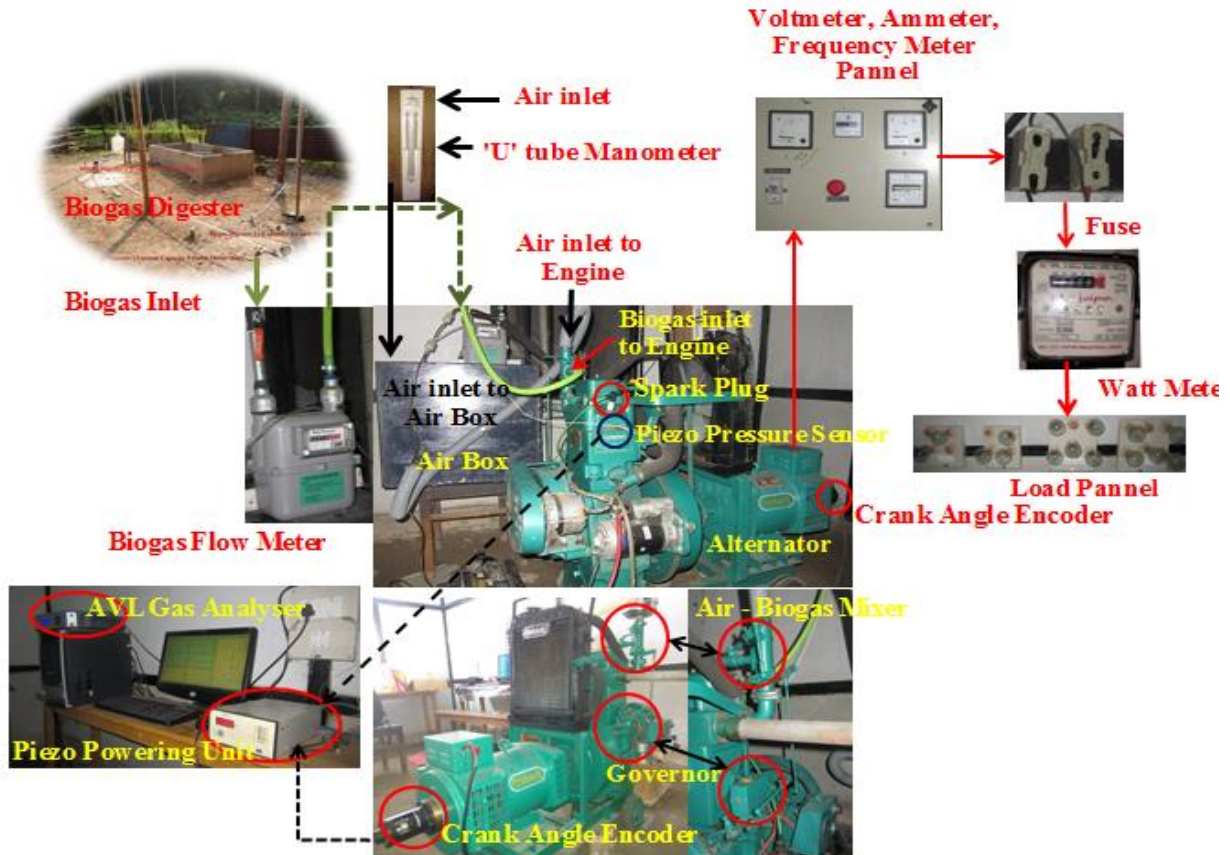 Voltmeter, Ammeter,
Frequency Meter
Pannel
Air inlet
'U' tube Manometer
Biogas Digester
Air inlet to
Engine
Fuse
Biogas Inlet
Biogas inlet
to Engine
Air inlet to
Air Box
Spark Plug
Watt Mete
Piezo Pressure Sensor
Air Box
Load Pannel
Crank Angle Encoder
Biogas Flow Meter
Alternator
AVL Gas Analyser
Air - Biogas Mixer
Piezo Powering Unit
Governor
Crank Angle Encoder